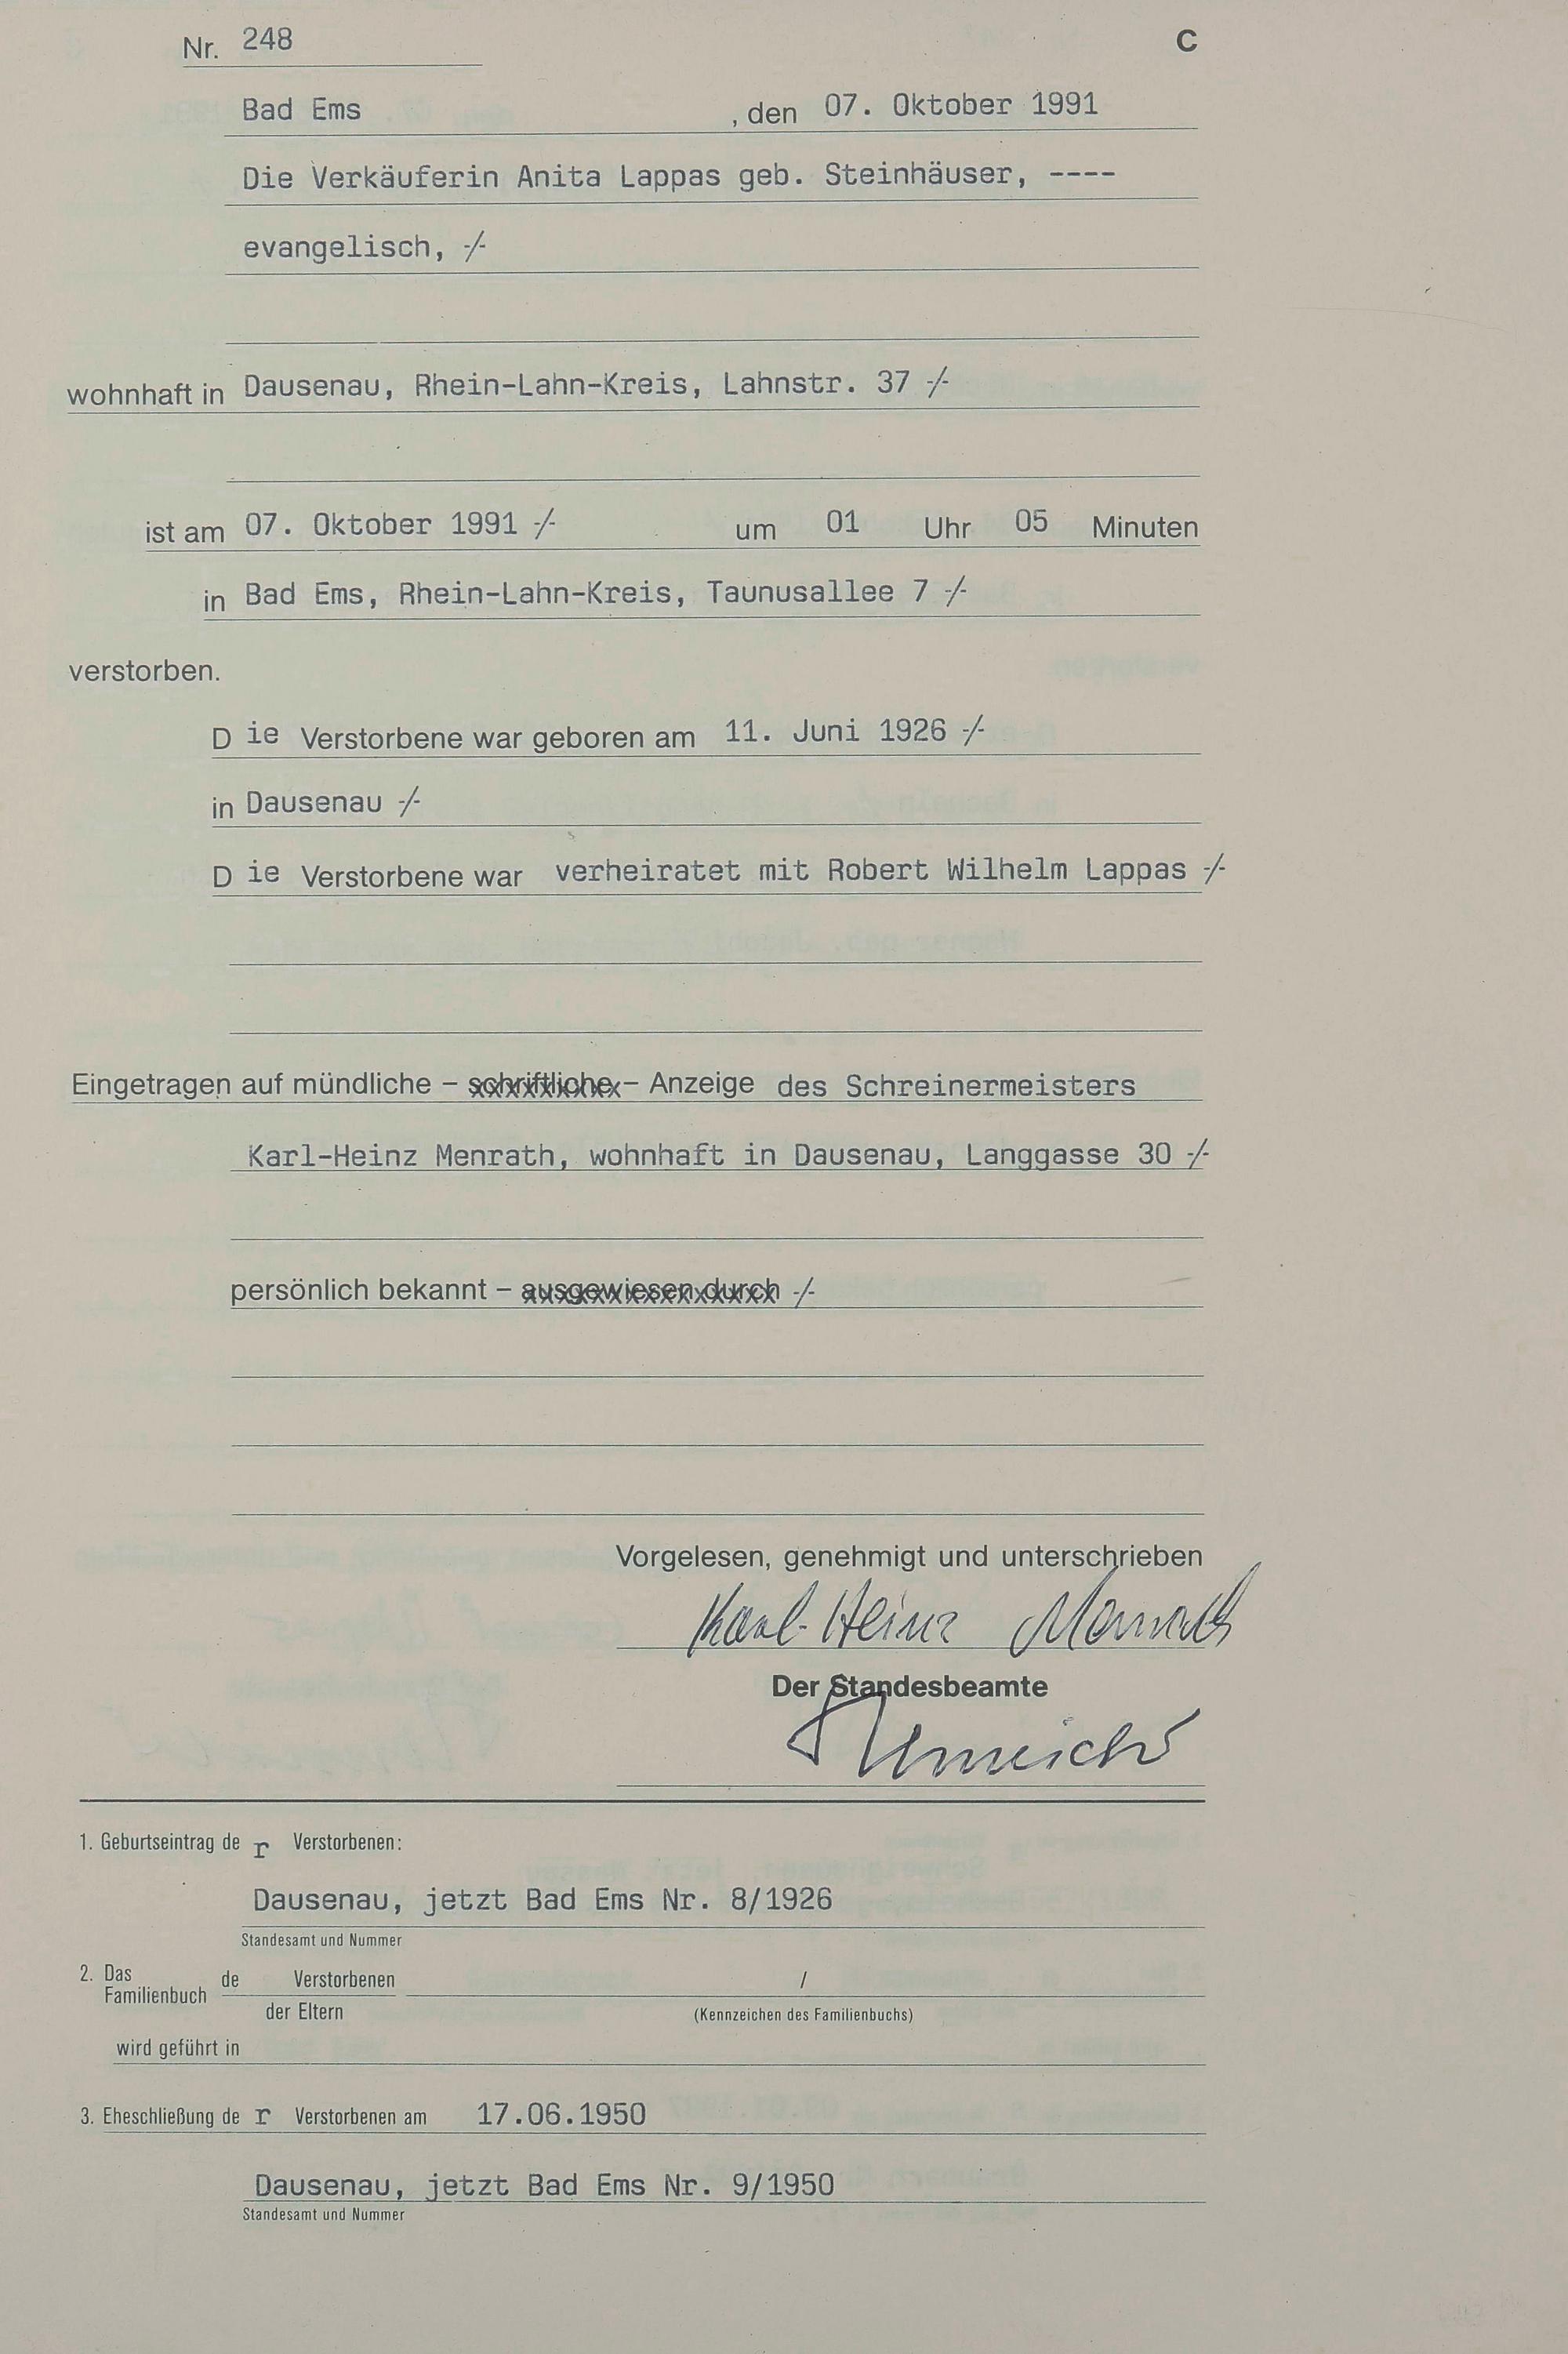 Nr. 248 C
Bad Ems , den 07. Oktober 1991
Die Verkäuferin Anita Lappas geb. Steinhäuser, ----
evangelisch, -/-
wohnhaft in Dausenau, Rhein-Lahn-Kreis, Lahnstr. 37 -/-
ist am 07. Oktober 1991 -/- um 01 Uhr 05 Minuten
in Bad Ems, Rhein-Lahn-Kreis, Taunusallee 7 -/-
verstorben.
D ie Verstorbene war geboren am 11. Juni 1926 -/-
in Dausenau -/-
D ie Verstorbene war verheiratet mit Robert Wilhelm Lappas -/-
Eingetragen auf mündliche – schriftliche – Anzeige des Schreinermeisters
Karl-Heinz Menrath, wohnhaft in Dausenau, Langgasse 30 -/-
persönlich bekannt – ausgewiesen durch -/-
Vorgelesen, genehmigt und unterschrieben
Karl-Heinz Menrath
Der Standesbeamte
1. Geburtseintrag de r Verstorbenen:
Dausenau, jetzt Bad Ems Nr. 8/1926
Standesamt und Nummer
2. Das Familienbuch de Verstorbenen /
der Eltern (Kennzeichen des Familienbuchs)
wird geführt in
3. Eheschließung de r Verstorbenen am 17.06.1950
Dausenau, jetzt Bad Ems Nr. 9/1950
Standesamt und Nummer